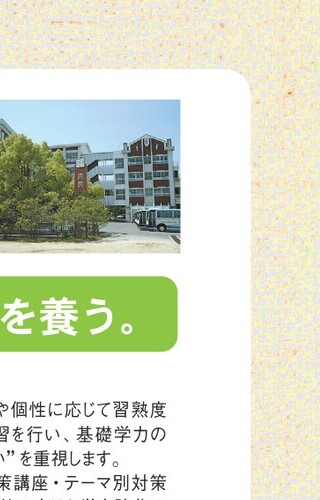 を養う。
や個性に応じて習熟度
習を行い、基礎学力の
い”を重視します。
策講座・テーマ別対策